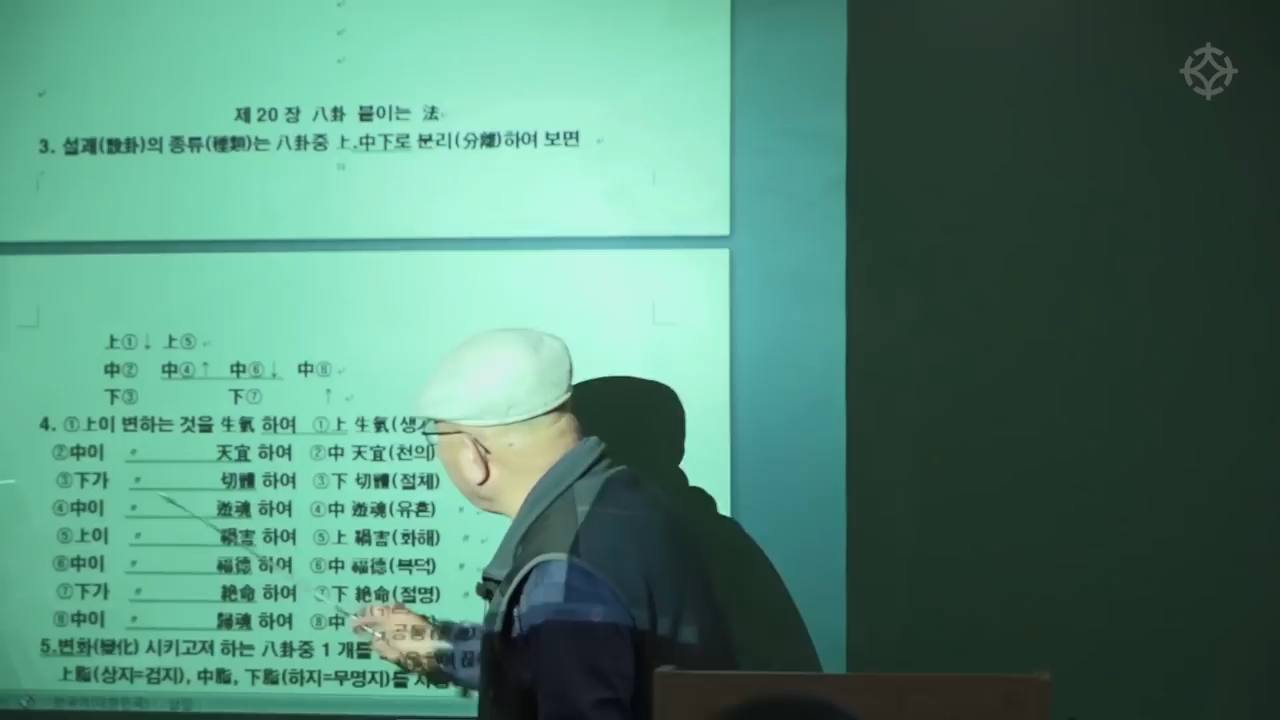 제 20 장 八卦 붙이는 法
3. 설괘(設卦)의 종류(種類)는 八卦중 上.中下로 분리(分離)하여 보면
上①↓ 上⑤
中② 中④↑ 中⑥↓ 中⑧
下③ 下⑦ ↑
4. ①上이 변하는 것을 生氣 하여 ①上 生氣(생
②中이 〃 天宜 하여 ②中 天宜(천의)
③下가 〃 切體 하여 ③下 切體(절체)
④中이 〃 遊魂 하여 ④中 遊魂(유혼) 〃
⑤上이 〃 禍害 하여 ⑤上 禍害(화해) 〃
⑥中이 〃 福德 하여 ⑥中 福德(복덕) 〃
⑦下가 〃 絶命 하여 ⑦下 絶命(절명) 〃
⑧中이 〃 歸魂 하여 ⑧中
5.변화(變化) 시키고저 하는 八卦중 1 개를
上指(상지=검지), 中指, 下指(하지=무명지)를